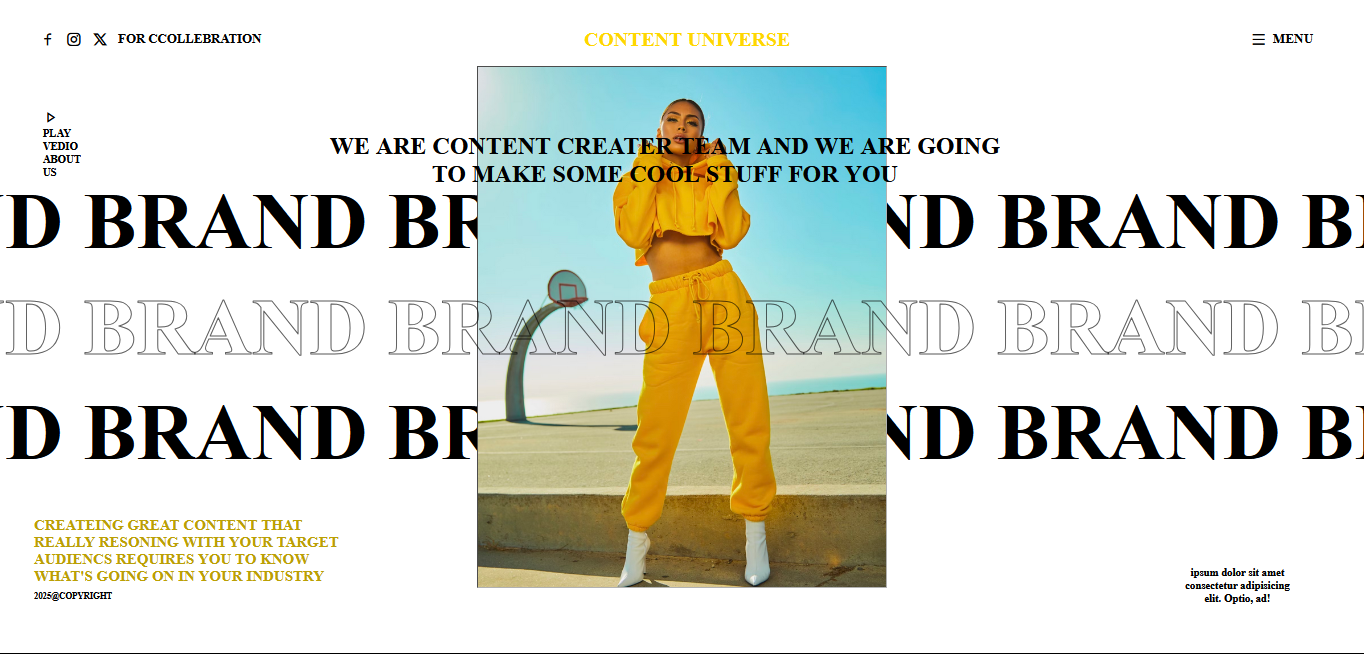 FOR CCOLLEBRATION
CONTENT UNIVERSE
MENU
PLAY
VEDIO
ABOUT
US
WE ARE CONTENT CREATER TEAM AND WE ARE GOING
TO MAKE SOME COOL STUFF FOR YOU
D BRAND BR ND BRAND B
D BRAND BRAND BRAND BRAND B
D BRAND BR ND BRAND B
CREATEING GREAT CONTENT THAT
REALLY RESONING WITH YOUR TARGET
AUDIENCS REQUIRES YOU TO KNOW
WHAT'S GOING ON IN YOUR INDUSTRY
2025@COPYRIGHT
ipsum dolor sit amet
consectetur adipisicing
elit. Optio, ad!